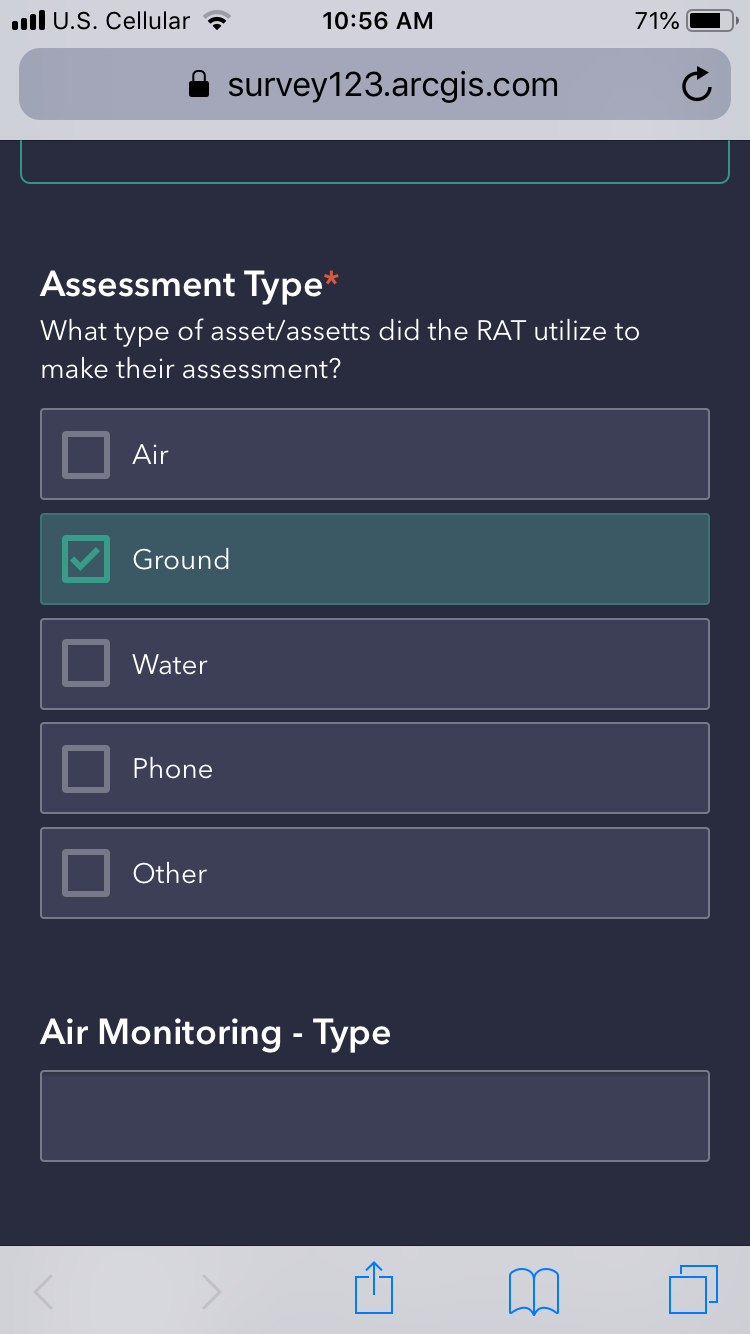 U.S. Cellular 10:56 AM 71%
survey123.arcgis.com
Assessment Type*
What type of asset/assetts did the RAT utilize to
make their assessment?
Air
Ground
Water
Phone
Other
Air Monitoring - Type